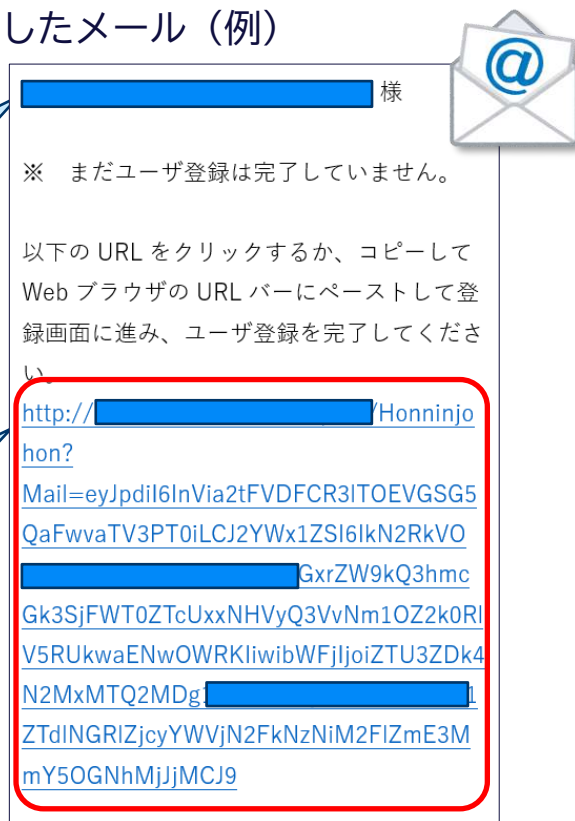 したメール（例）
@
様
※　まだユーザ登録は完了していません。
以下の URL をクリックするか、コピーして
Web ブラウザの URL バーにペーストして登
録画面に進み、ユーザ登録を完了してくださ
い。
http:// /Honninjo
hon?
Mail=eyJpdiI6InVia2tFVDFCR3lTOEVGSG5
QaFwvaTV3PT0iLCJ2YWx1ZSI6IkN2RkVO
GxrZW9kQ3hmc
Gk3SjFWT0ZTcUxxNHVyQ3VvNm1OZ2k0Rl
V5RUkwaENwOWRKIiwibWFjIjoiZTU3ZDk4
N2MxMTQ2MDg1 1
ZTdlNGRlZjcyYWVjN2FkNzNiM2FlZmE3M
mY5OGNhMjJjMCJ9